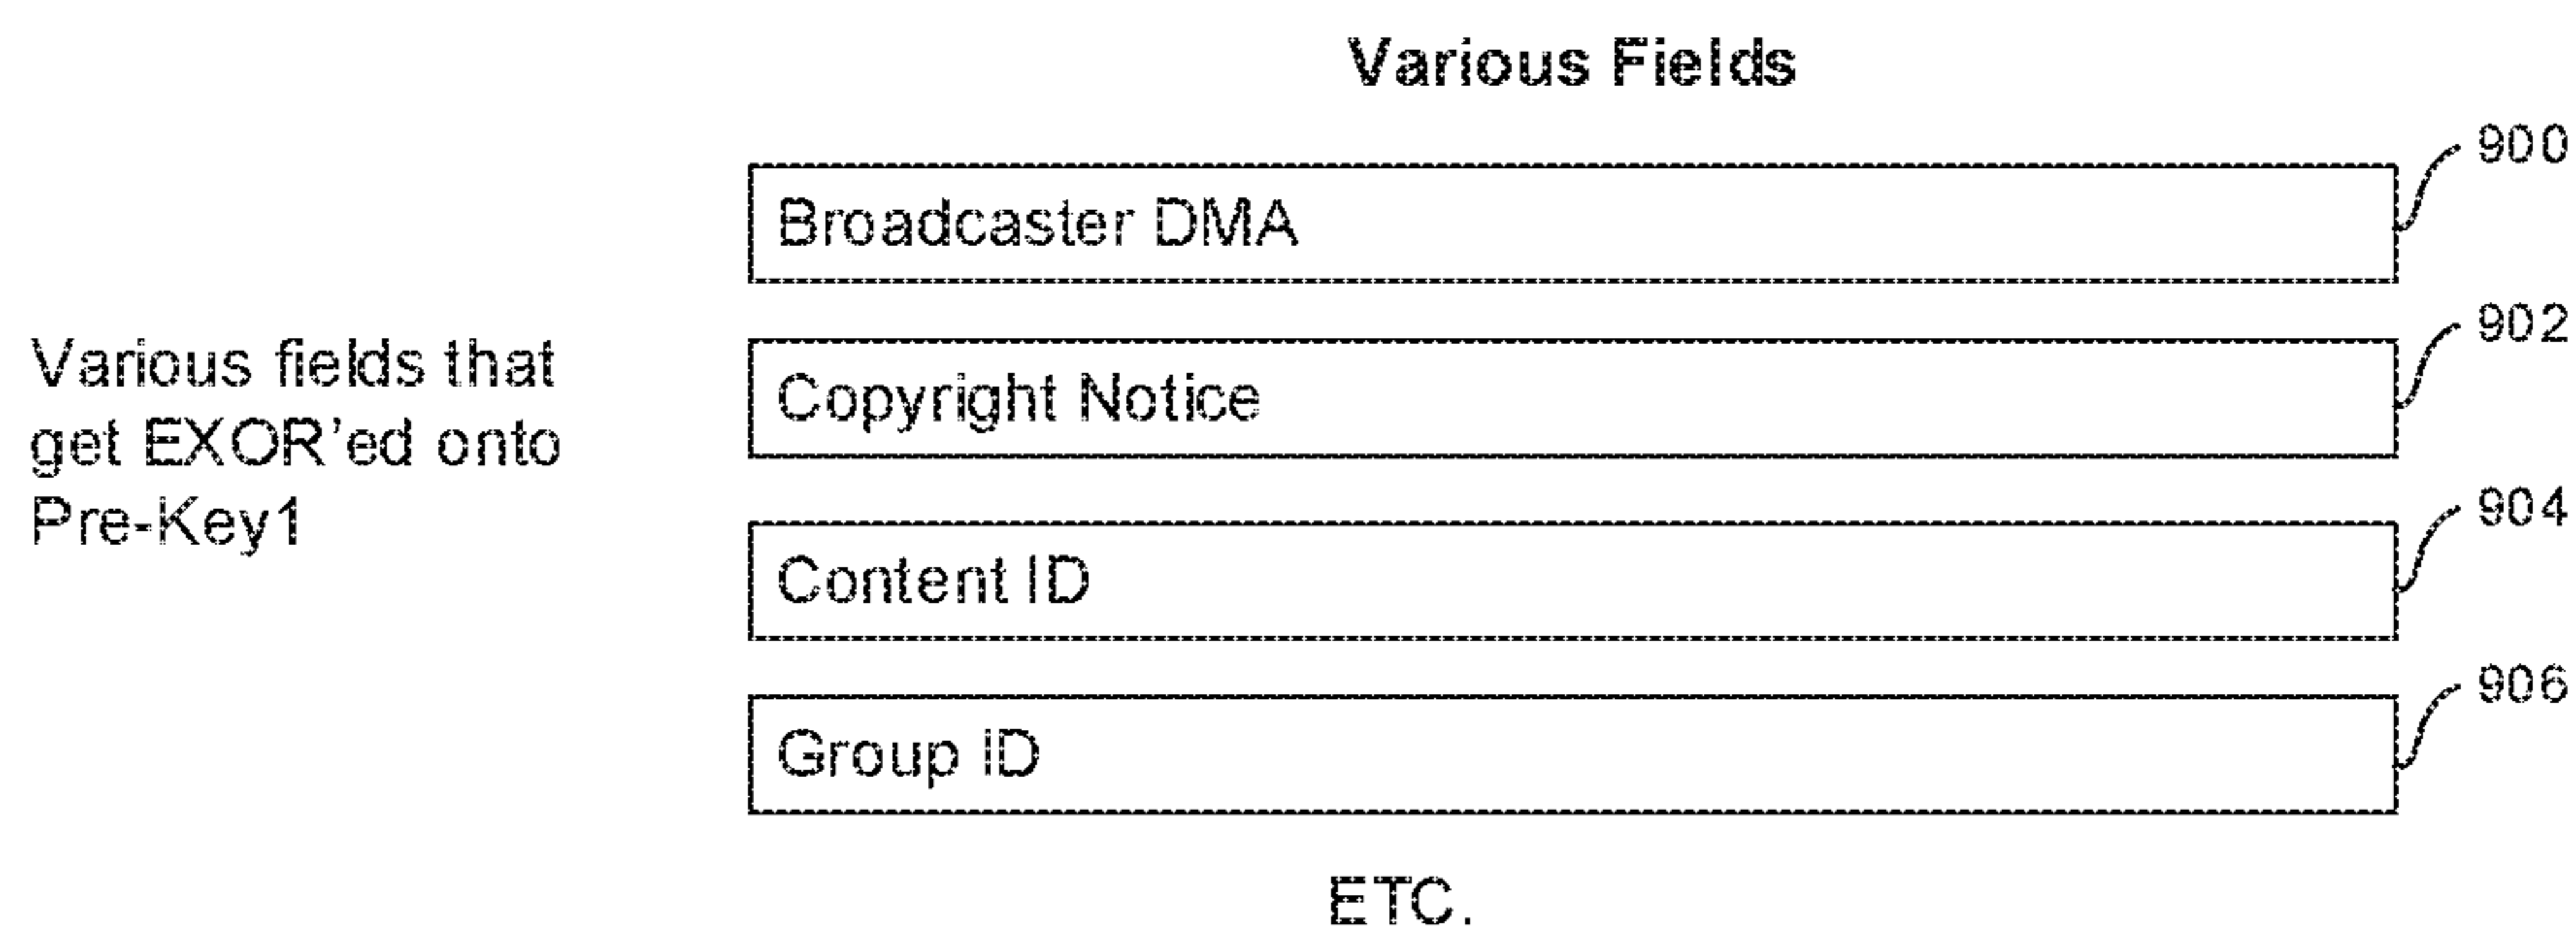 Various Fields
900
Broadcaster DMA
902
Copyright Notice
Various fields that
get EXOR'ed onto
Pre-Key1
904
Content ID
906
Group ID
ETC.